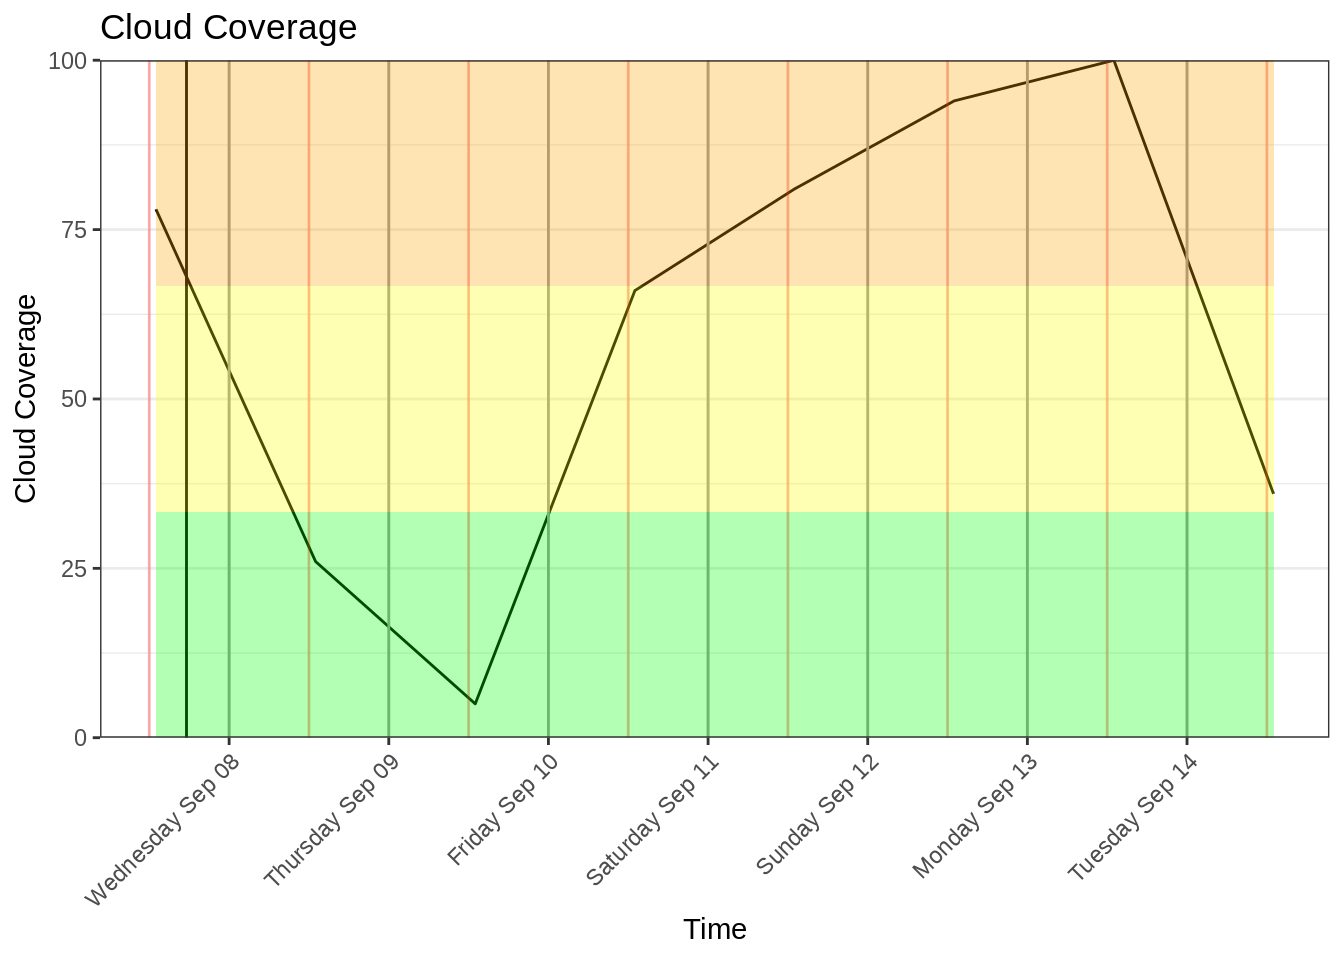 Cloud Coverage
Cloud Coverage
100
75
50
25
0
Wednesday Sep 08
Thursday Sep 09
Friday Sep 10
Saturday Sep 11
Sunday Sep 12
Monday Sep 13
Tuesday Sep 14
Time